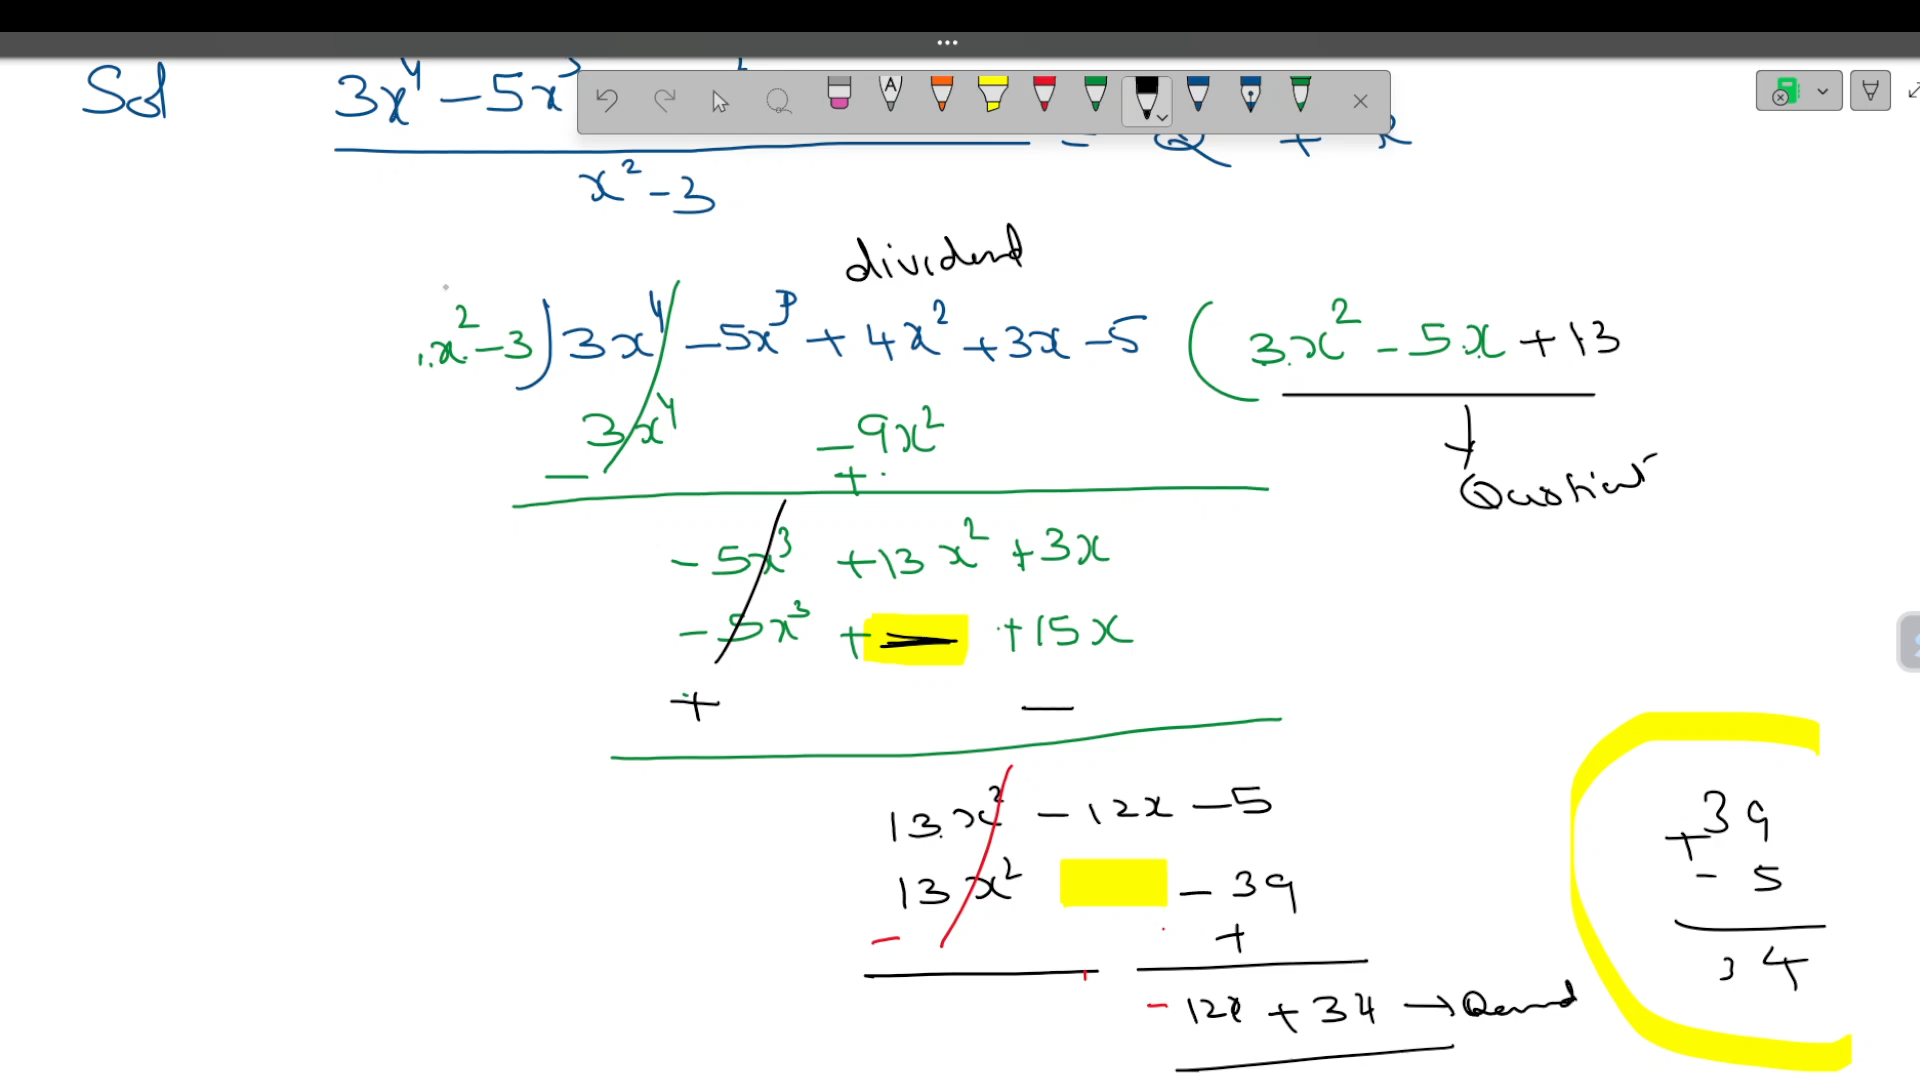 Sol 3x⁴ - 5x³ = Q + R
x² - 3
dividend
x² - 3 ) 3x⁴ - 5x³ + 4x² + 3x - 5 ( 3x² - 5x + 13
3x⁴ - 9x²
- +
Quotient
- 5x³ + 13x² + 3x
- 5x³ + — + 15x
+ —
13x² - 12x - 5
13x² - 39
- +
- 12x + 34 →
39
+
- 5
34